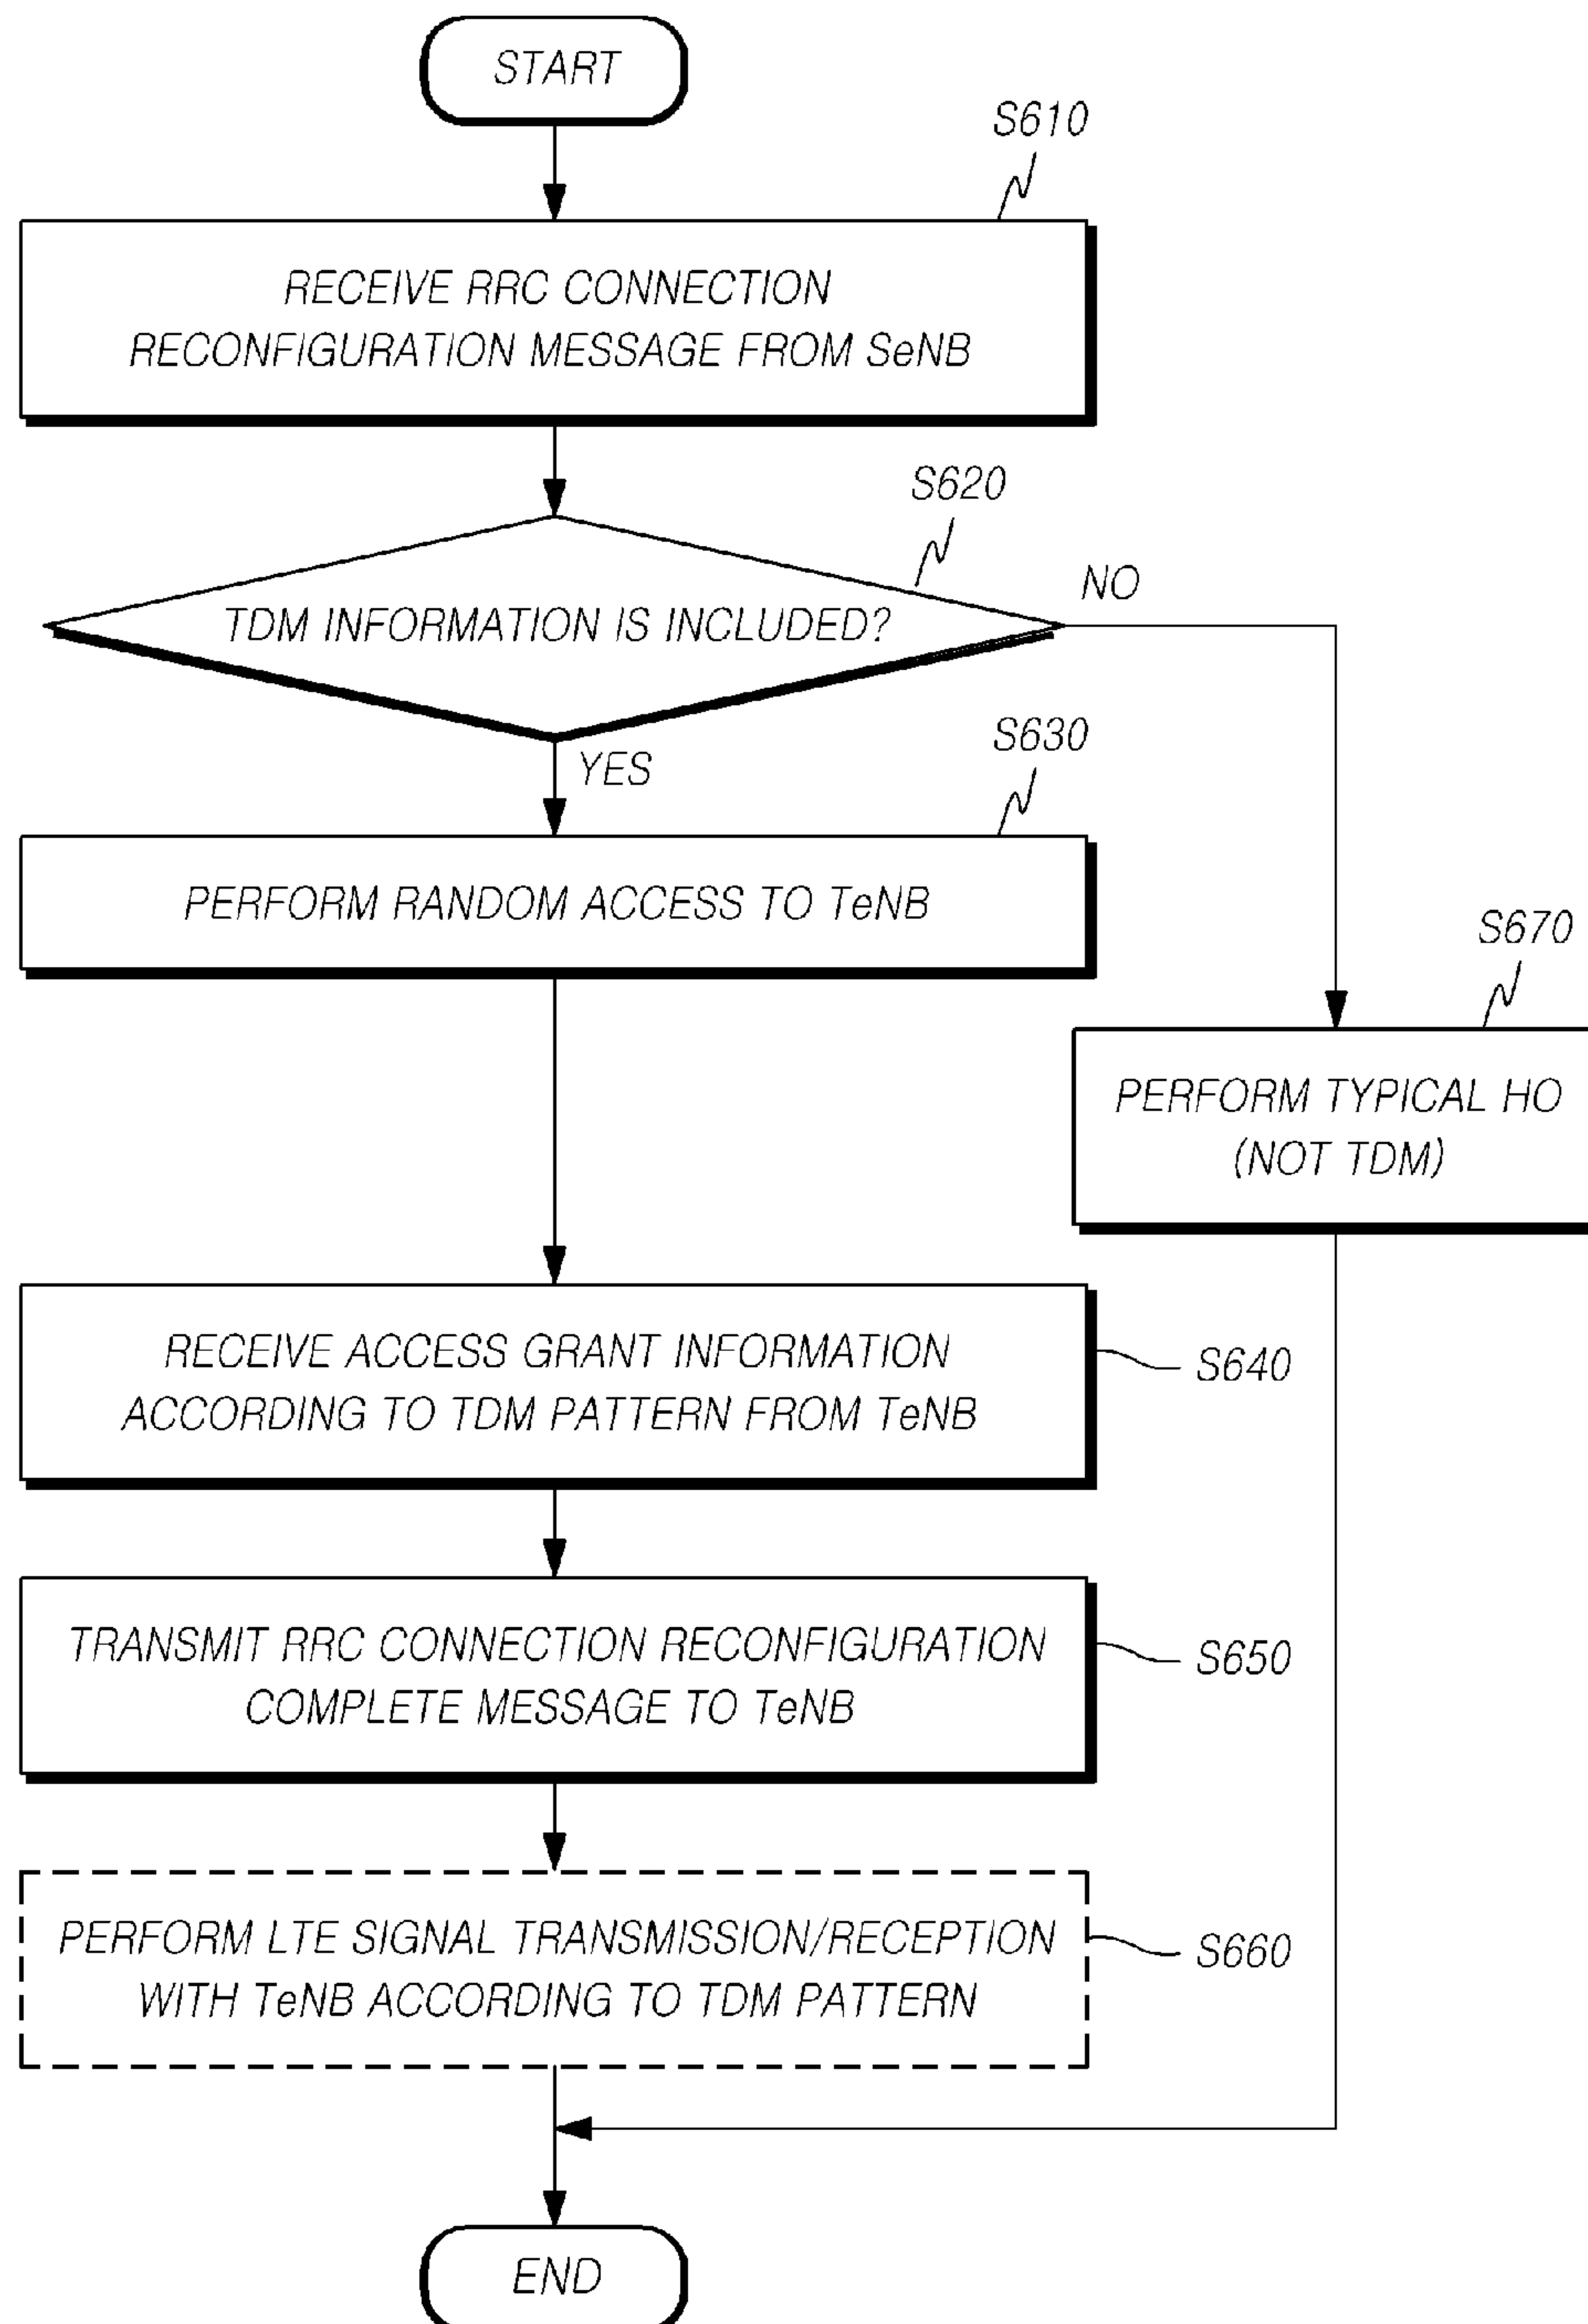 START
S610
RECEIVE RRC CONNECTION
RECONFIGURATION MESSAGE FROM SeNB
S620
TDM INFORMATION IS INCLUDED?
NO
YES
S630
PERFORM RANDOM ACCESS TO TeNB
S670
PERFORM TYPICAL HO
(NOT TDM)
RECEIVE ACCESS GRANT INFORMATION
ACCORDING TO TDM PATTERN FROM TeNB
S640
TRANSMIT RRC CONNECTION RECONFIGURATION
COMPLETE MESSAGE TO TeNB
S650
PERFORM LTE SIGNAL TRANSMISSION/RECEPTION
WITH TeNB ACCORDING TO TDM PATTERN
S660
END